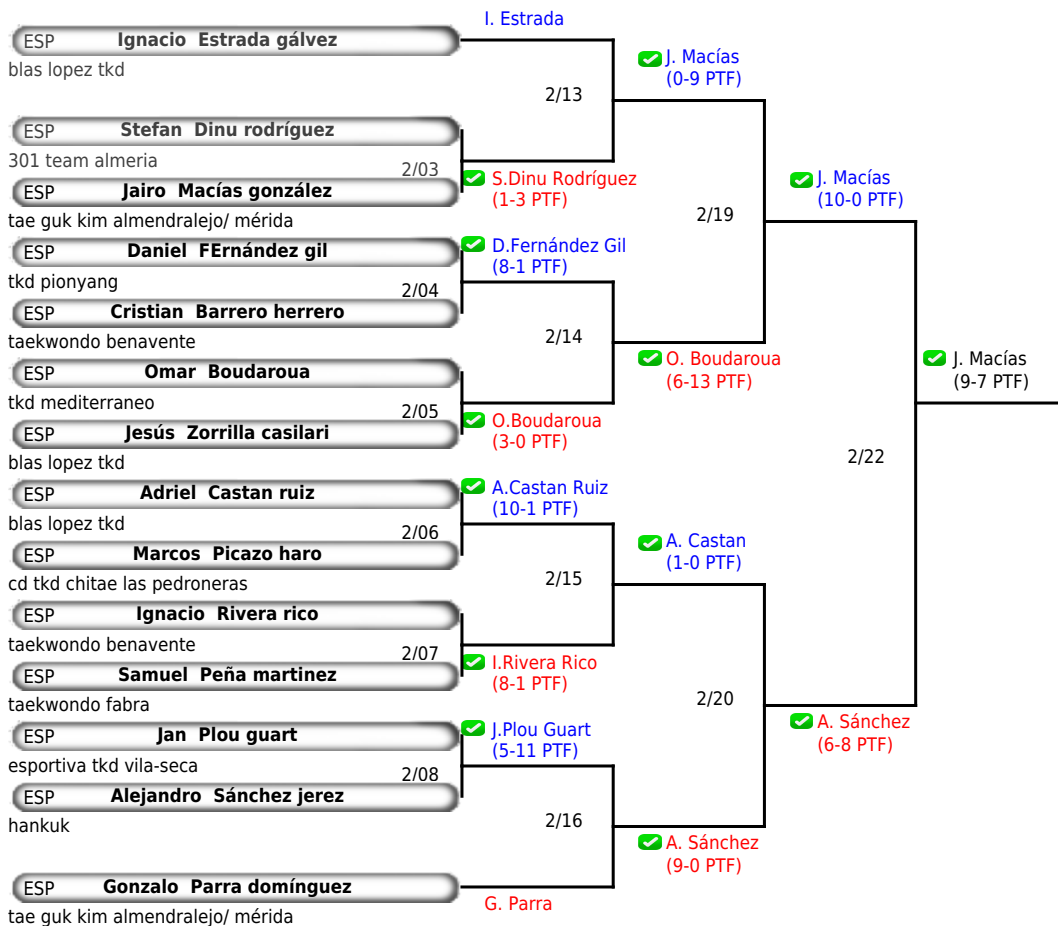 I. Estrada
ESP Ignacio Estrada gálvez
blas lopez tkd
J. Macías
(0-9 PTF)
2/13
ESP Stefan Dinu rodríguez
301 team almeria
2/03
S.Dinu Rodríguez
(1-3 PTF)
ESP Jairo Macías gonzález
tae guk kim almendralejo/ mérida
J. Macías
(10-0 PTF)
2/19
ESP Daniel FErnández gil
tkd pionyang
D.Fernández Gil
(8-1 PTF)
2/04
ESP Cristian Barrero herrero
taekwondo benavente
2/14
ESP Omar Boudaroua
tkd mediterraneo
O. Boudaroua
(6-13 PTF)
J. Macías
(9-7 PTF)
2/05
O.Boudaroua
(3-0 PTF)
ESP Jesús Zorrilla casilari
blas lopez tkd
2/22
ESP Adriel Castan ruiz
blas lopez tkd
A.Castan Ruiz
(10-1 PTF)
2/06
ESP Marcos Picazo haro
cd tkd chitae las pedroneras
A. Castan
(1-0 PTF)
2/15
ESP Ignacio Rivera rico
taekwondo benavente
2/07
I.Rivera Rico
(8-1 PTF)
ESP Samuel Peña martinez
taekwondo fabra
2/20
A. Sánchez
(6-8 PTF)
ESP Jan Plou guart
esportiva tkd vila-seca
J.Plou Guart
(5-11 PTF)
2/08
ESP Alejandro Sánchez jerez
hankuk
2/16
A. Sánchez
(9-0 PTF)
ESP Gonzalo Parra domínguez
tae guk kim almendralejo/ mérida
G. Parra